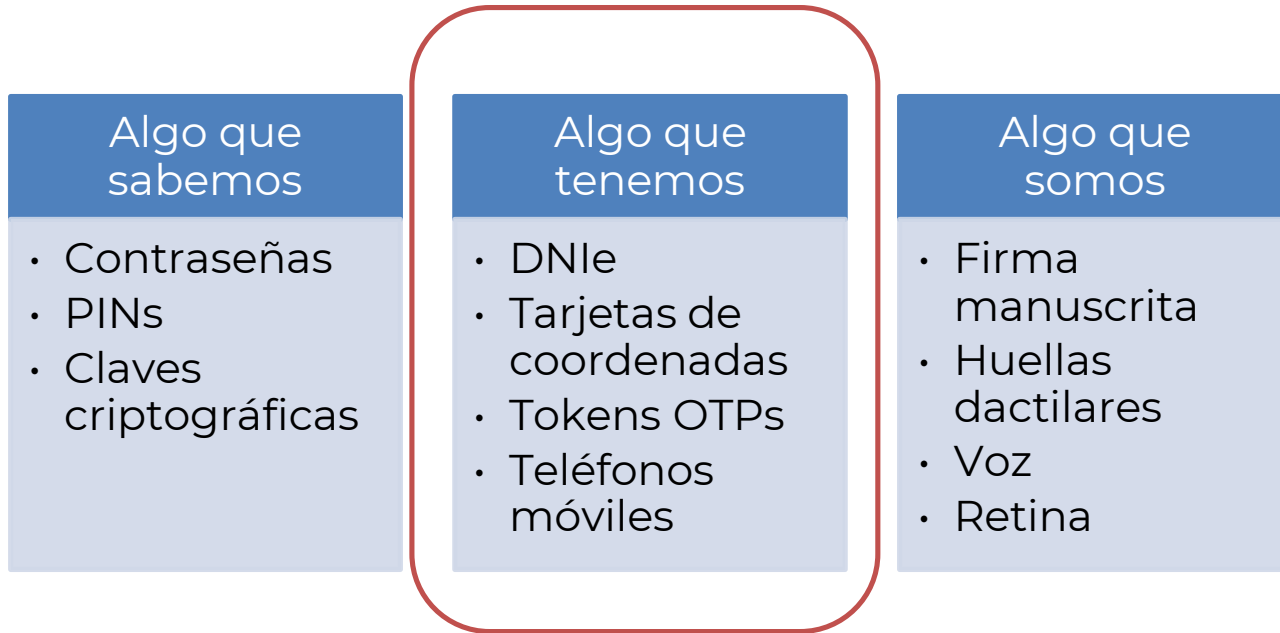 Algo que
sabemos
• Contraseñas
• PINs
• Claves
criptográficas
Algo que
tenemos
• DNIe
• Tarjetas de
coordenadas
• Tokens OTPs
• Teléfonos
móviles
Algo que
somos
• Firma
manuscrita
• Huellas
dactilares
• Voz
• Retina